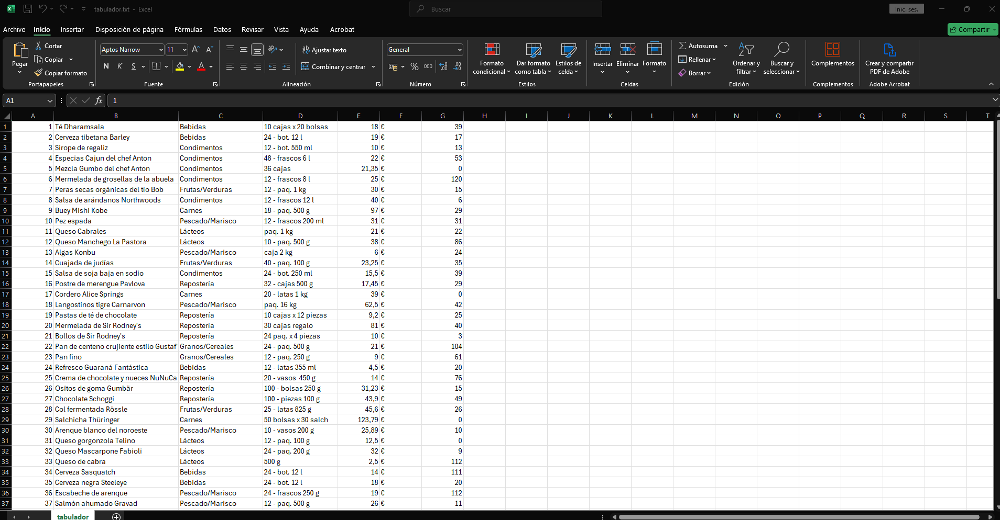 tabulador.txt - Excel
Buscar
Inic. ses.
Archivo Inicio Insertar Disposición de página Fórmulas Datos Revisar Vista Ayuda Acrobat
Compartir
Pegar
Cortar
Copiar
Copiar formato
Portapapeles
Aptos Narrow 11
N K S
Fuente
Ajustar texto
Combinar y centrar
Alineación
General
% 000
Número
Formato condicional
Dar formato como tabla
Estilos de celda
Estilos
Insertar Eliminar Formato
Celdas
Autosuma
Rellenar
Borrar
Ordenar y filtrar
Buscar y seleccionar
Edición
Complementos
Complementos
Crear y compartir PDF de Adobe
Adobe Acrobat
A1 fx 1
A B C D E F G H I J K L M N O P Q R S T
1 1 Té Dharamsala Bebidas 10 cajas x 20 bolsas 18 € 39
2 2 Cerveza tibetana Barley Bebidas 24 - bot. 12 l 19 € 17
3 3 Sirope de regaliz Condimentos 12 - bot. 550 ml 10 € 13
4 4 Especias Cajun del chef Anton Condimentos 48 - frascos 6 l 22 € 53
5 5 Mezcla Gumbo del chef Anton Condimentos 36 cajas 21,35 € 0
6 6 Mermelada de grosellas de la abuela Condimentos 12 - frascos 8 l 25 € 120
7 7 Peras secas orgánicas del tío Bob Frutas/Verduras 12 - paq. 1 kg 30 € 15
8 8 Salsa de arándanos Northwoods Condimentos 12 - frascos 12 l 40 € 6
9 9 Buey Mishi Kobe Carnes 18 - paq. 500 g 97 € 29
10 10 Pez espada Pescado/Marisco 12 - frascos 200 ml 31 € 31
11 11 Queso Cabrales Lácteos paq. 1 kg 21 € 22
12 12 Queso Manchego La Pastora Lácteos 10 - paq. 500 g 38 € 86
13 13 Algas Konbu Pescado/Marisco caja 2 kg 6 € 24
14 14 Cuajada de judías Frutas/Verduras 40 - paq. 100 g 23,25 € 35
15 15 Salsa de soja baja en sodio Condimentos 24 - bot. 250 ml 15,5 € 39
16 16 Postre de merengue Pavlova Repostería 32 - cajas 500 g 17,45 € 29
17 17 Cordero Alice Springs Carnes 20 - latas 1 kg 39 € 0
18 18 Langostinos tigre Carnarvon Pescado/Marisco paq. 16 kg 62,5 € 42
19 19 Pastas de té de chocolate Repostería 10 cajas x 12 piezas 9,2 € 25
20 20 Mermelada de Sir Rodney's Repostería 30 cajas regalo 81 € 40
21 21 Bollos de Sir Rodney's Repostería 24 paq. x 4 piezas 10 € 3
22 22 Pan de centeno crujiente estilo Gustaf' Granos/Cereales 24 - paq. 500 g 21 € 104
23 23 Pan fino Granos/Cereales 12 - paq. 250 g 9 € 61
24 24 Refresco Guaraná Fantástica Bebidas 12 - latas 355 ml 4,5 € 20
25 25 Crema de chocolate y nueces NuNuCa Repostería 20 - vasos  450 g 14 € 76
26 26 Ositos de goma Gumbär Repostería 100 - bolsas 250 g 31,23 € 15
27 27 Chocolate Schoggi Repostería 100 - piezas 100 g 43,9 € 49
28 28 Col fermentada Rössle Frutas/Verduras 25 - latas 825 g 45,6 € 26
29 29 Salchicha Thüringer Carnes 50 bolsas x 30 salch 123,79 € 0
30 30 Arenque blanco del noroeste Pescado/Marisco 10 - vasos 200 g 25,89 € 10
31 31 Queso gorgonzola Telino Lácteos 12 - paq. 100 g 12,5 € 0
32 32 Queso Mascarpone Fabioli Lácteos 24 - paq. 200 g 32 € 9
33 33 Queso de cabra Lácteos 500 g 2,5 € 112
34 34 Cerveza Sasquatch Bebidas 24 - bot. 12 l 14 € 111
35 35 Cerveza negra Steeleye Bebidas 24 - bot. 12 l 18 € 20
36 36 Escabeche de arenque Pescado/Marisco 24 - frascos 250 g 19 € 112
37 37 Salmón ahumado Gravad Pescado/Marisco 12 - paq. 500 g 26 € 11
tabulador